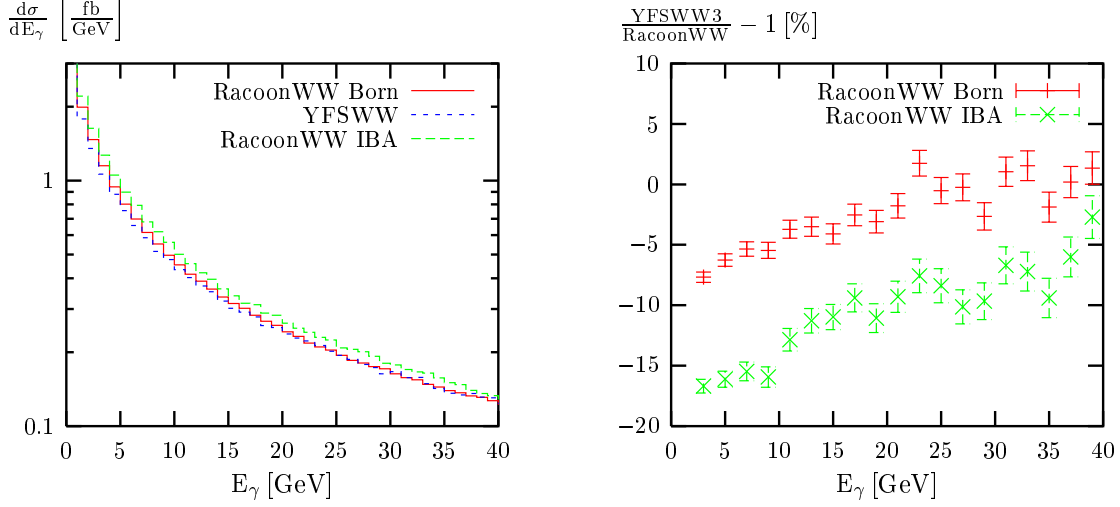 dσ/dE_γ [fb/GeV]
RacoonWW Born
YFSWW
RacoonWW IBA
1
0.1
0 5 10 15 20 25 30 35 40
E_γ [GeV]
YFSWW3/RacoonWW − 1 [%]
RacoonWW Born
RacoonWW IBA
10
5
0
−5
−10
−15
−20
0 5 10 15 20 25 30 35 40
E_γ [GeV]